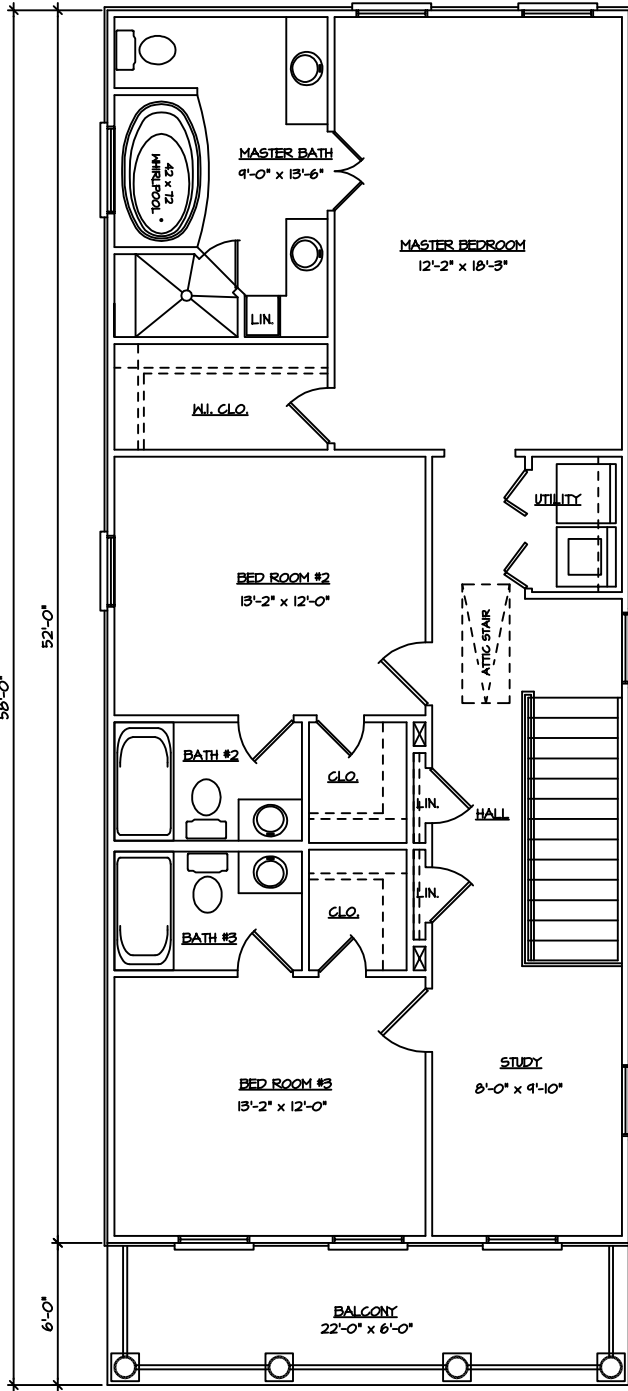 MASTER BATH
9'-0" x 13'-6"
42 x 72
WHIRLPOOL
MASTER BEDROOM
12'-2" x 18'-3"
LIN.
W.I. CLO.
UTILITY
BED ROOM #2
13'-2" x 12'-0"
ATTIC STAIR
52'-0"
58'-0"
BATH #2
CLO.
LIN.
HALL
LIN.
CLO.
BATH #3
STUDY
8'-0" x 9'-10"
BED ROOM #3
13'-2" x 12'-0"
6'-0"
BALCONY
22'-0" x 6'-0"